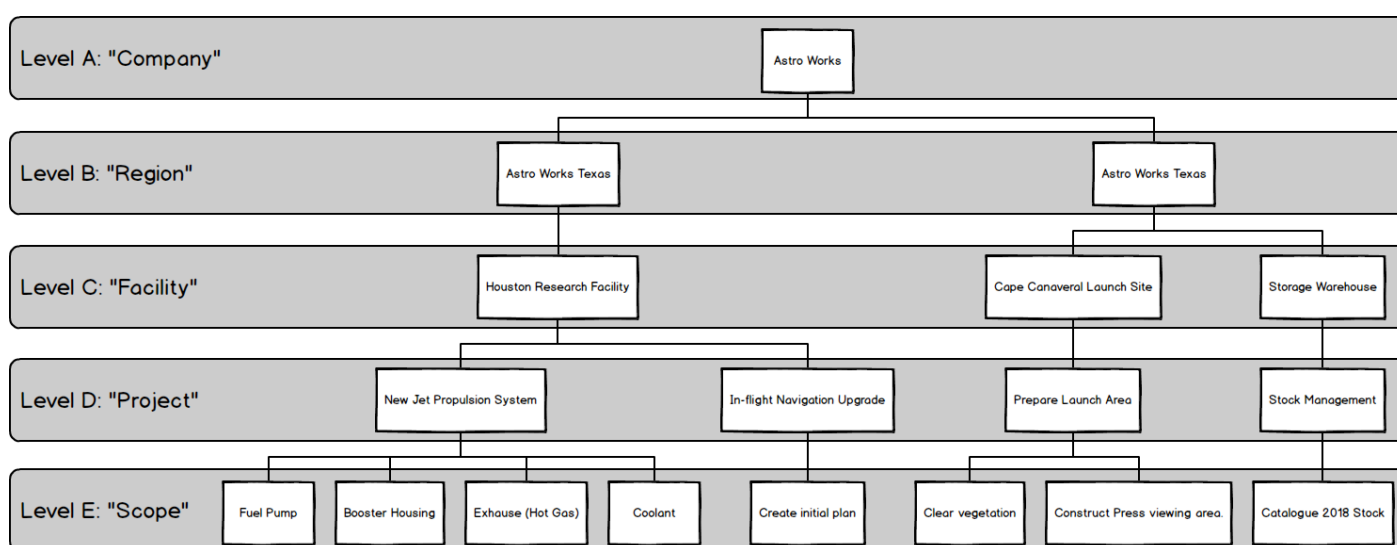 Level A: "Company"
Astro Works
Level B: "Region"
Astro Works Texas
Astro Works Texas
Level C: "Facility"
Houston Research Facility
Cape Canaveral Launch Site
Storage Warehouse
Level D: "Project"
New Jet Propulsion System
In-flight Navigation Upgrade
Prepare Launch Area
Stock Management
Level E: "Scope"
Fuel Pump
Booster Housing
Exhause (Hot Gas)
Coolant
Create initial plan
Clear vegetation
Construct Press viewing area.
Catalogue 2018 Stock